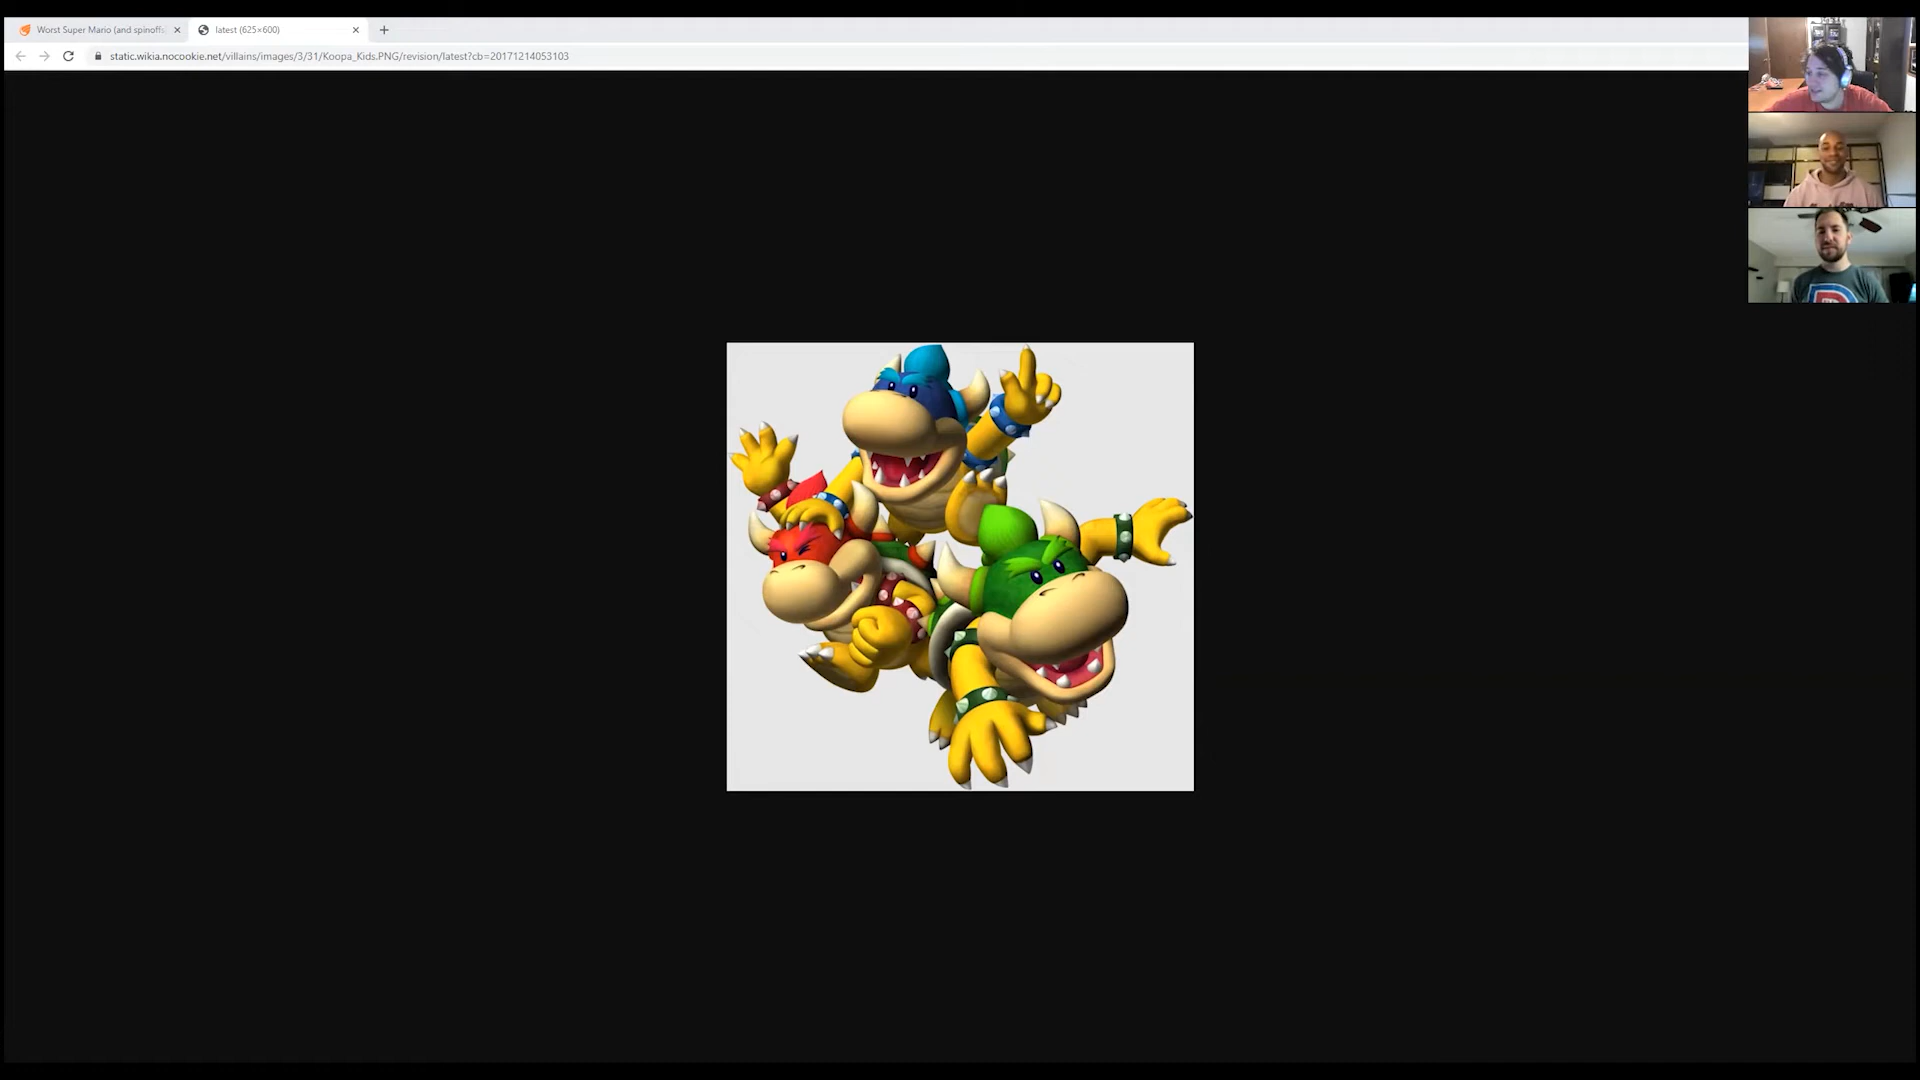 Worst Super Mario (and spinoffs
latest (625×600)
static.wikia.nocookie.net/villains/images/3/31/Koopa_Kids.PNG/revision/latest?cb=20171214053103